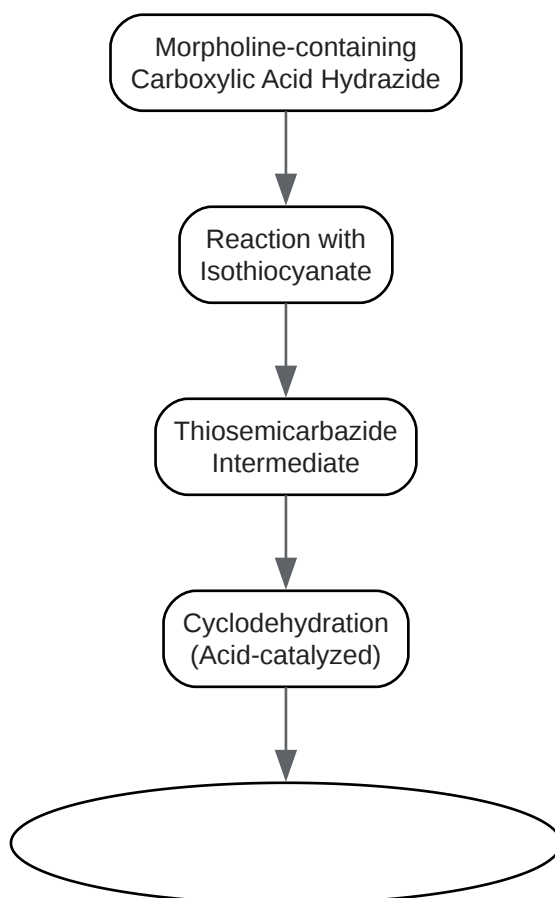 Morpholine-containing
Carboxylic Acid Hydrazide
Reaction with
Isothiocyanate
Thiosemicarbazide
Intermediate
Cyclodehydration
(Acid-catalyzed)